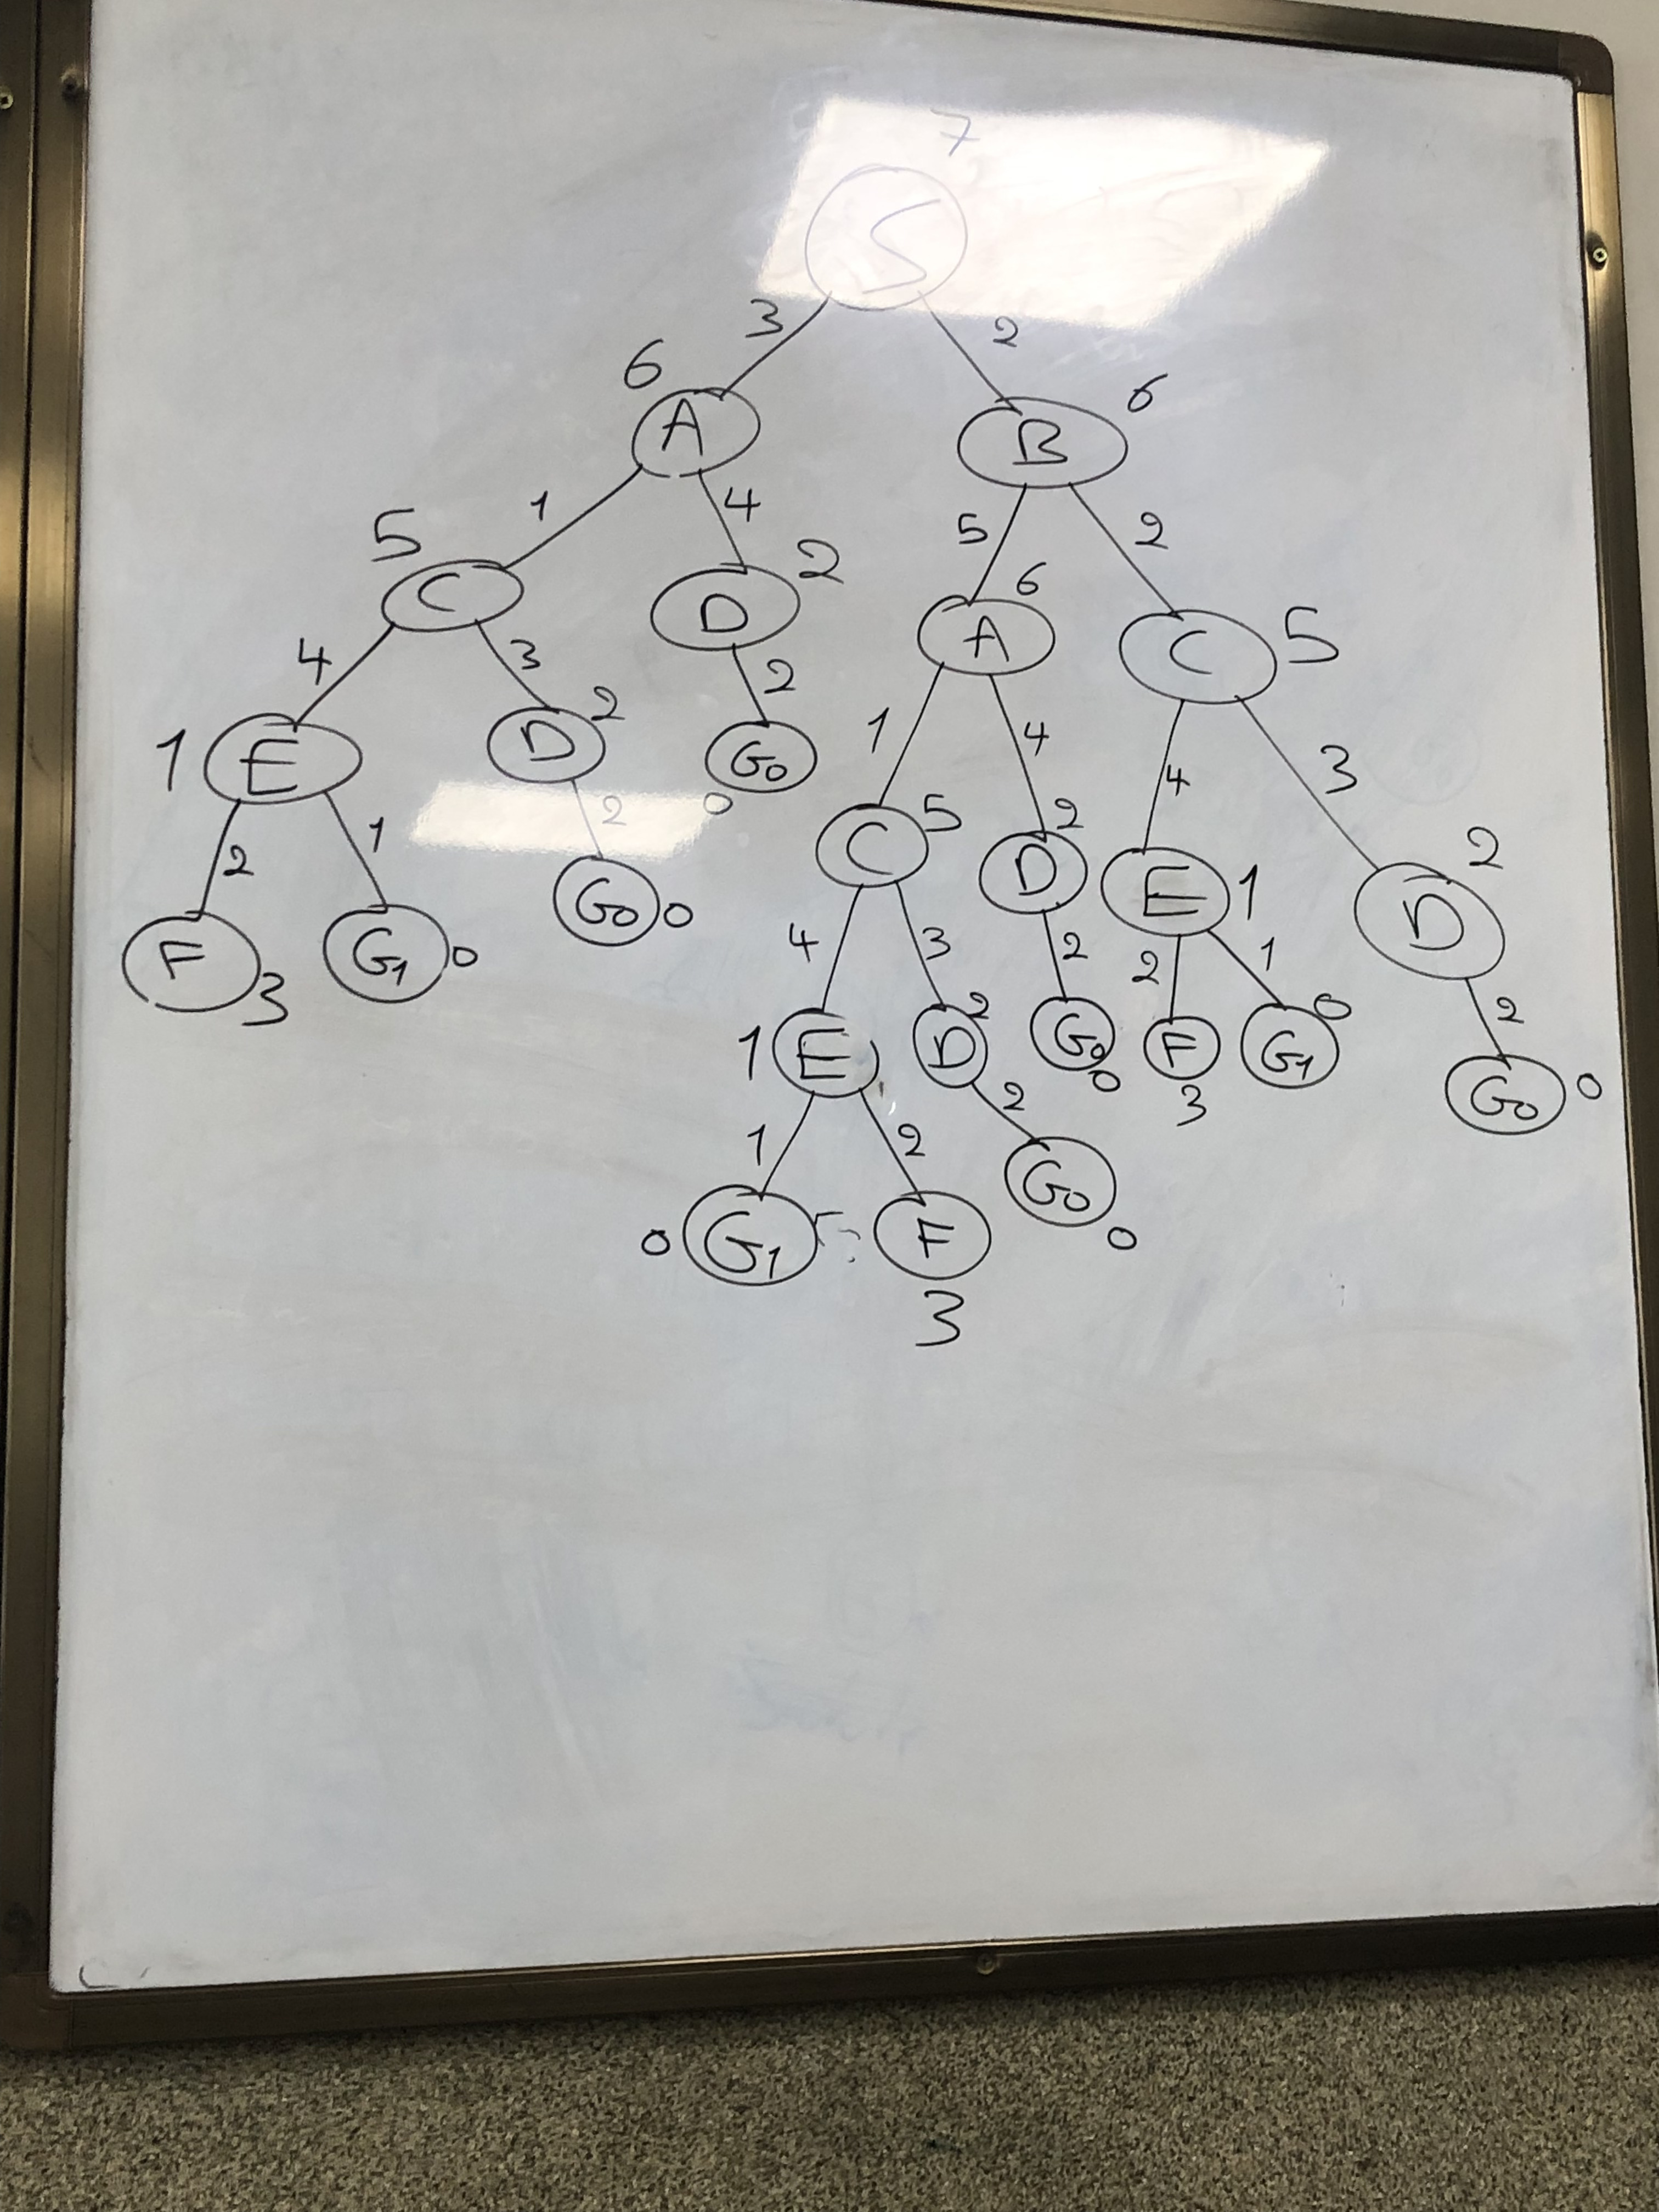 7
S
3 2
6 A B 6
1 4 5 2
5 C D 2 6 A C 5
4 3 2 1 4 4 3
1 E D 2 G0 0 C 5 D 2 E 1 D 2
2 1 2 4 3 2 2 1 2
F 3 G1 0 G0 0 1 E D 2 G0 0 F 3 G1 0 G0 0
1 2 2
0 G1 F 3 G0 0